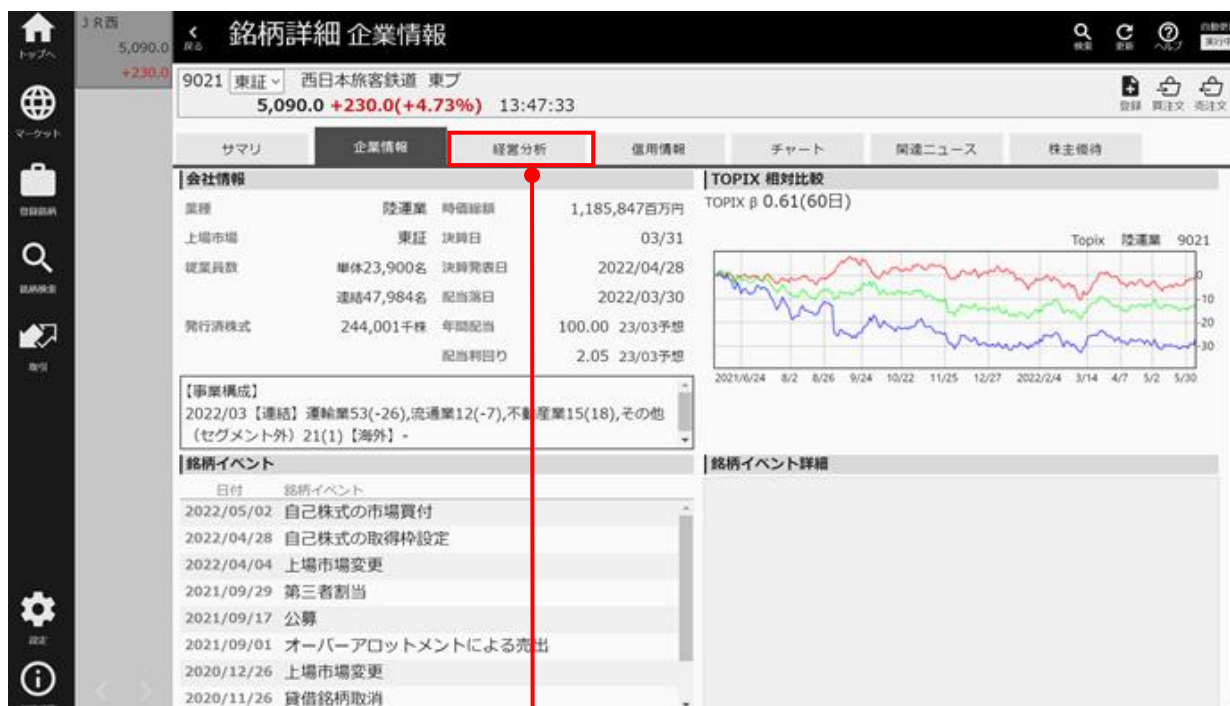 トップへ
マーケット
登録銘柄
銘柄検索
取引
設定
JR西
5,090.0
+230.0
戻る
銘柄詳細 企業情報
検索
更新
ヘルプ
9021 東証 西日本旅客鉄道 東プ
5,090.0 +230.0(+4.73%) 13:47:33
登録 買注文 売注文
サマリ 企業情報 経営分析 信用情報 チャート 関連ニュース 株主優待
会社情報
業種 陸運業 時価総額 1,185,847百万円
上場市場 東証 決算日 03/31
従業員数 単体23,900名 決算発表日 2022/04/28
連結47,984名 配当落日 2022/03/30
発行済株式 244,001千株 年間配当 100.00 23/03予想
配当利回り 2.05 23/03予想
【事業構成】
2022/03【連結】運輸業53(-26),流通業12(-7),不動産業15(18),その他
（セグメント外）21(1)【海外】-
TOPIX 相対比較
TOPIX β 0.61(60日)
Topix 陸運業 9021
0
-10
-20
-30
2021/6/24 8/2 8/26 9/24 10/22 11/25 12/27 2022/2/4 3/14 4/7 5/2 5/30
銘柄イベント
日付 銘柄イベント
2022/05/02 自己株式の市場買付
2022/04/28 自己株式の取得枠設定
2022/04/04 上場市場変更
2021/09/29 第三者割当
2021/09/17 公募
2021/09/01 オーバーアロットメントによる売出
2020/12/26 上場市場変更
2020/11/26 貸借銘柄取消
銘柄イベント詳細